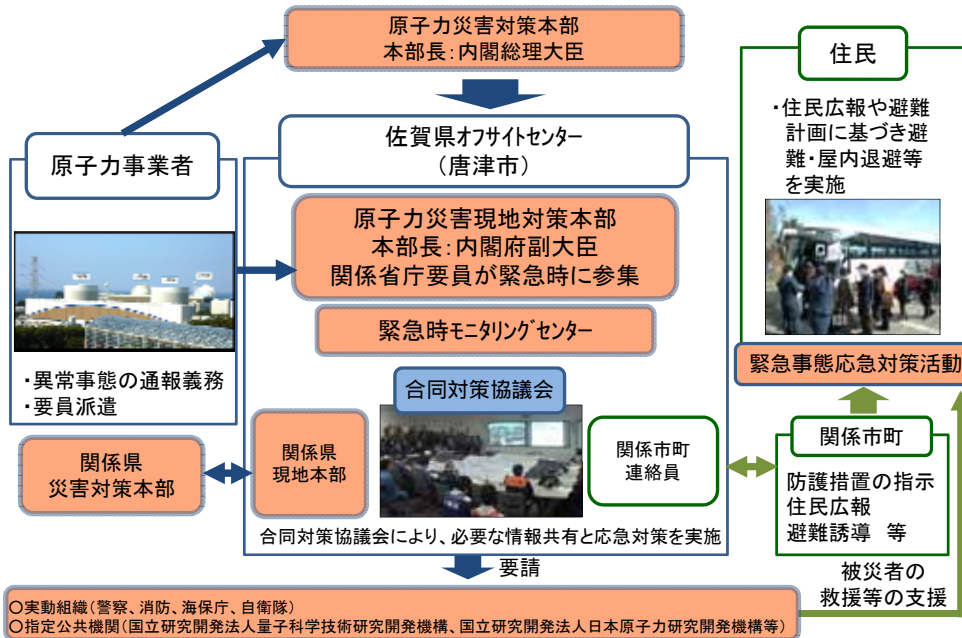 原子力災害対策本部
本部長：内閣総理大臣
住民
・住民広報や避難
計画に基づき避
難・屋内退避等
を実施
佐賀県オフサイトセンター
（唐津市）
原子力事業者
原子力災害現地対策本部
本部長：内閣府副大臣
関係省庁要員が緊急時に参集
緊急時モニタリングセンター
・異常事態の通報義務
・要員派遣
緊急事態応急対策活動
合同対策協議会
関係県
災害対策本部
関係県
現地本部
関係市町
連絡員
関係市町
防護措置の指示
住民広報
避難誘導　等
合同対策協議会により、必要な情報共有と応急対策を実施
要請
被災者の
救援等の支援
○実動組織（警察、消防、海保庁、自衛隊）
○指定公共機関（国立研究開発法人量子科学技術研究開発機構、国立研究開発法人日本原子力研究開発機構等）